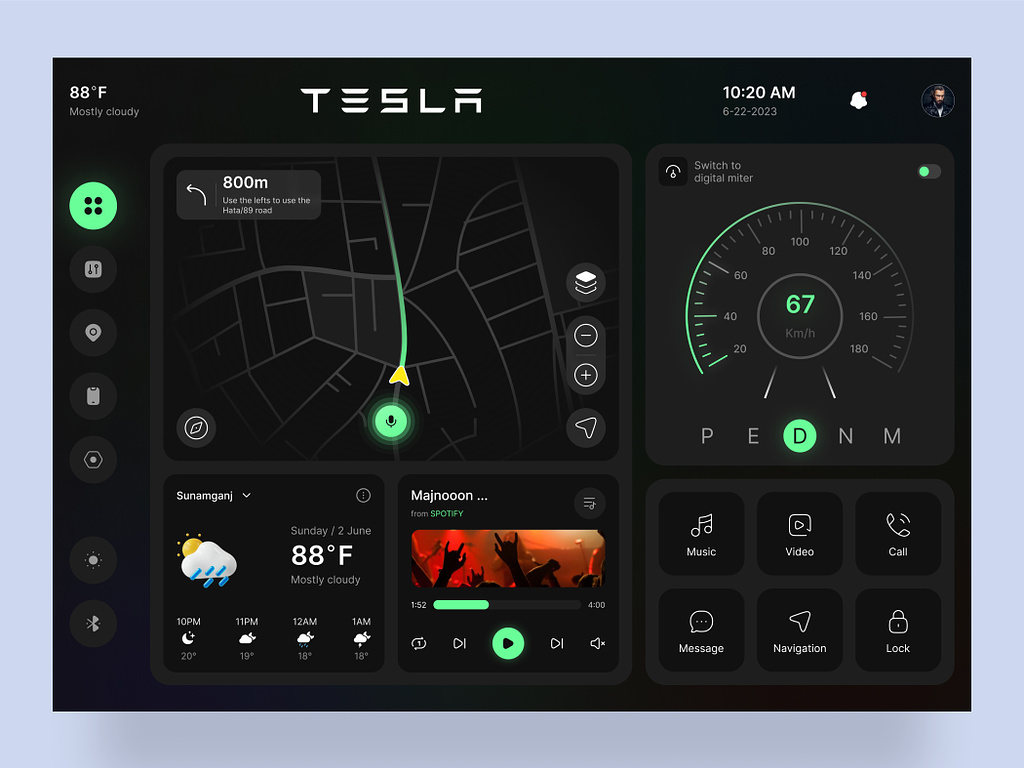 88°F
Mostly cloudy
TESLA
10:20 AM
6-22-2023
800m
Use the lefts to use the
Hata/89 road
Switch to
digital miter
20
40
60
80
100
120
140
160
180
67
Km/h
P E D N M
Sunamganj
Sunday / 2 June
88°F
Mostly cloudy
10PM 11PM 12AM 1AM
20° 19° 18° 18°
Majnooon ...
from SPOTIFY
1:52
4:00
1
Music Video Call
Message Navigation Lock